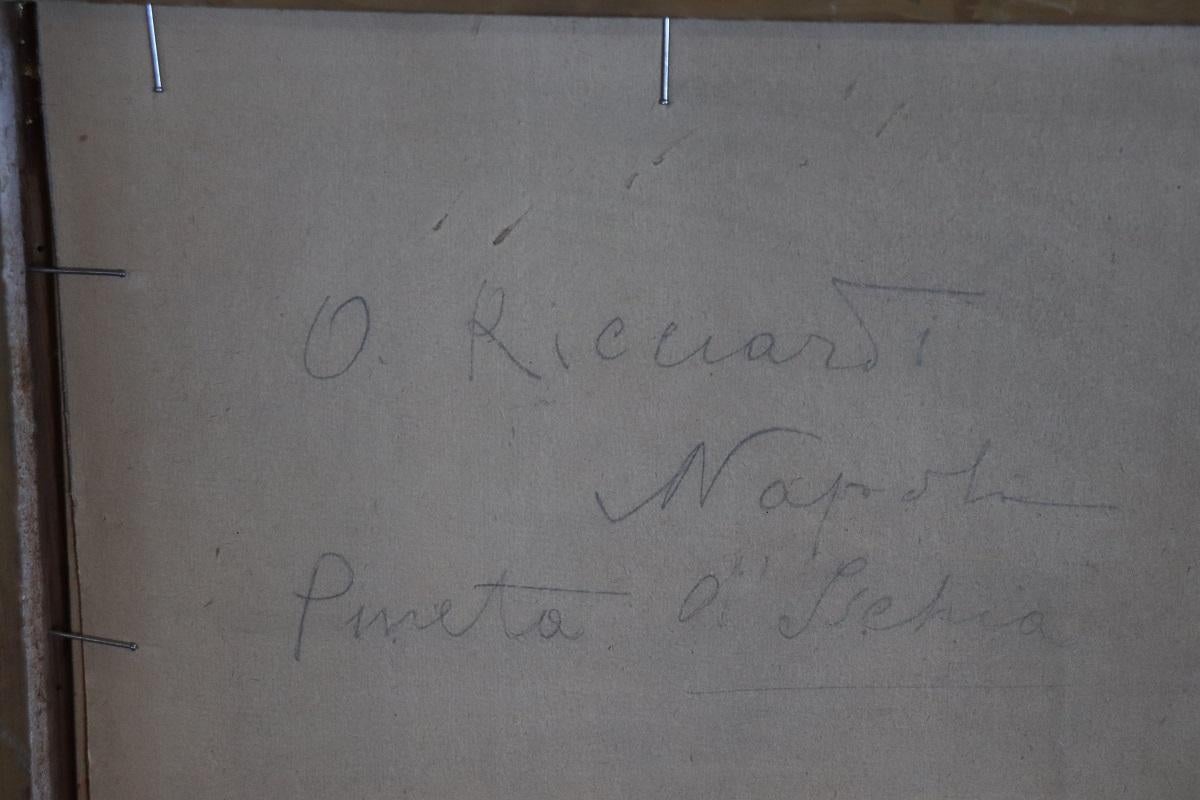 O. Ricciardi
Napoli
Pineta d'Ischia